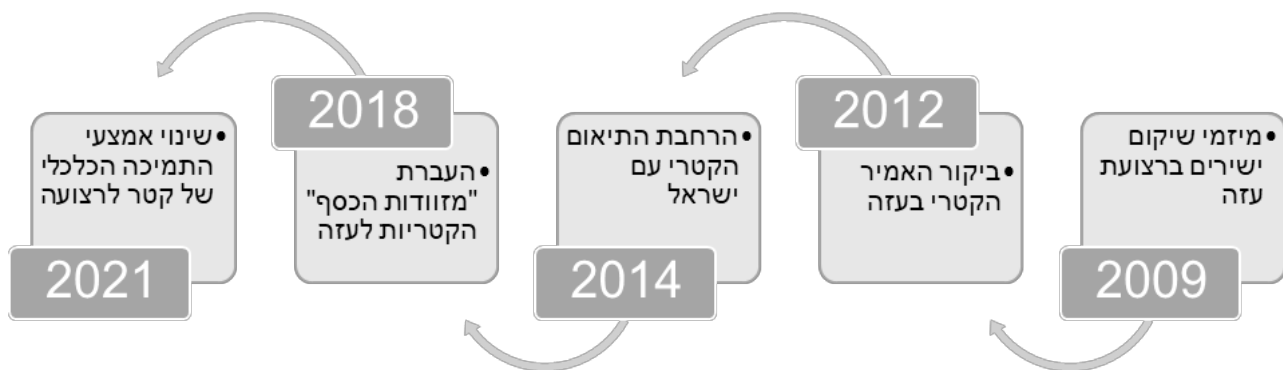 2009
מיזמי שיקום
ישירים ברצועת
עזה
2012
ביקור האמיר
הקטרי בעזה
2014
הרחבת התיאום
הקטרי עם
ישראל
2018
העברת
"מזוודות הכסף"
הקטריות לעזה
2021
שינוי אמצעי
התמיכה הכלכלי
של קטר לרצועה